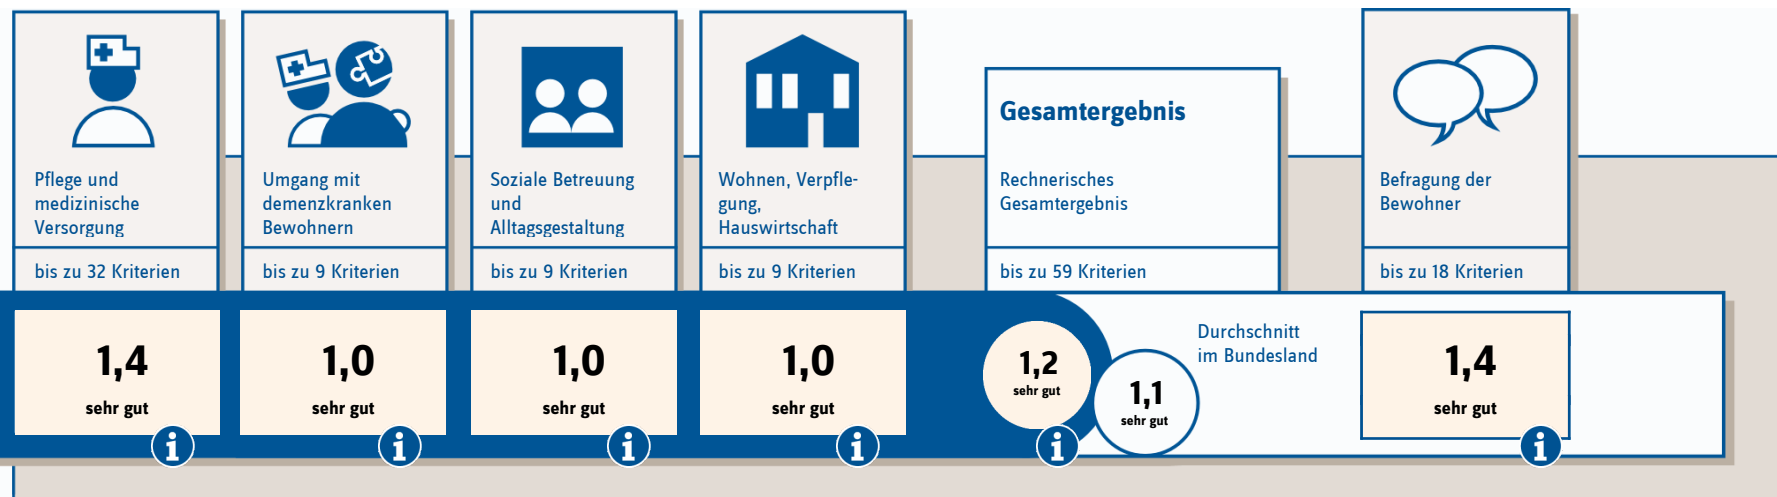 Pflege und
medizinische
Versorgung
bis zu 32 Kriterien
1,4
sehr gut
Umgang mit
demenzkranken
Bewohnern
bis zu 9 Kriterien
1,0
sehr gut
Soziale Betreuung
und
Alltagsgestaltung
bis zu 9 Kriterien
1,0
sehr gut
Wohnen, Verpfle-
gung,
Hauswirtschaft
bis zu 9 Kriterien
1,0
sehr gut
Gesamtergebnis
Rechnerisches
Gesamtergebnis
bis zu 59 Kriterien
1,2
sehr gut
1,1
sehr gut
Durchschnitt
im Bundesland
Befragung der
Bewohner
bis zu 18 Kriterien
1,4
sehr gut